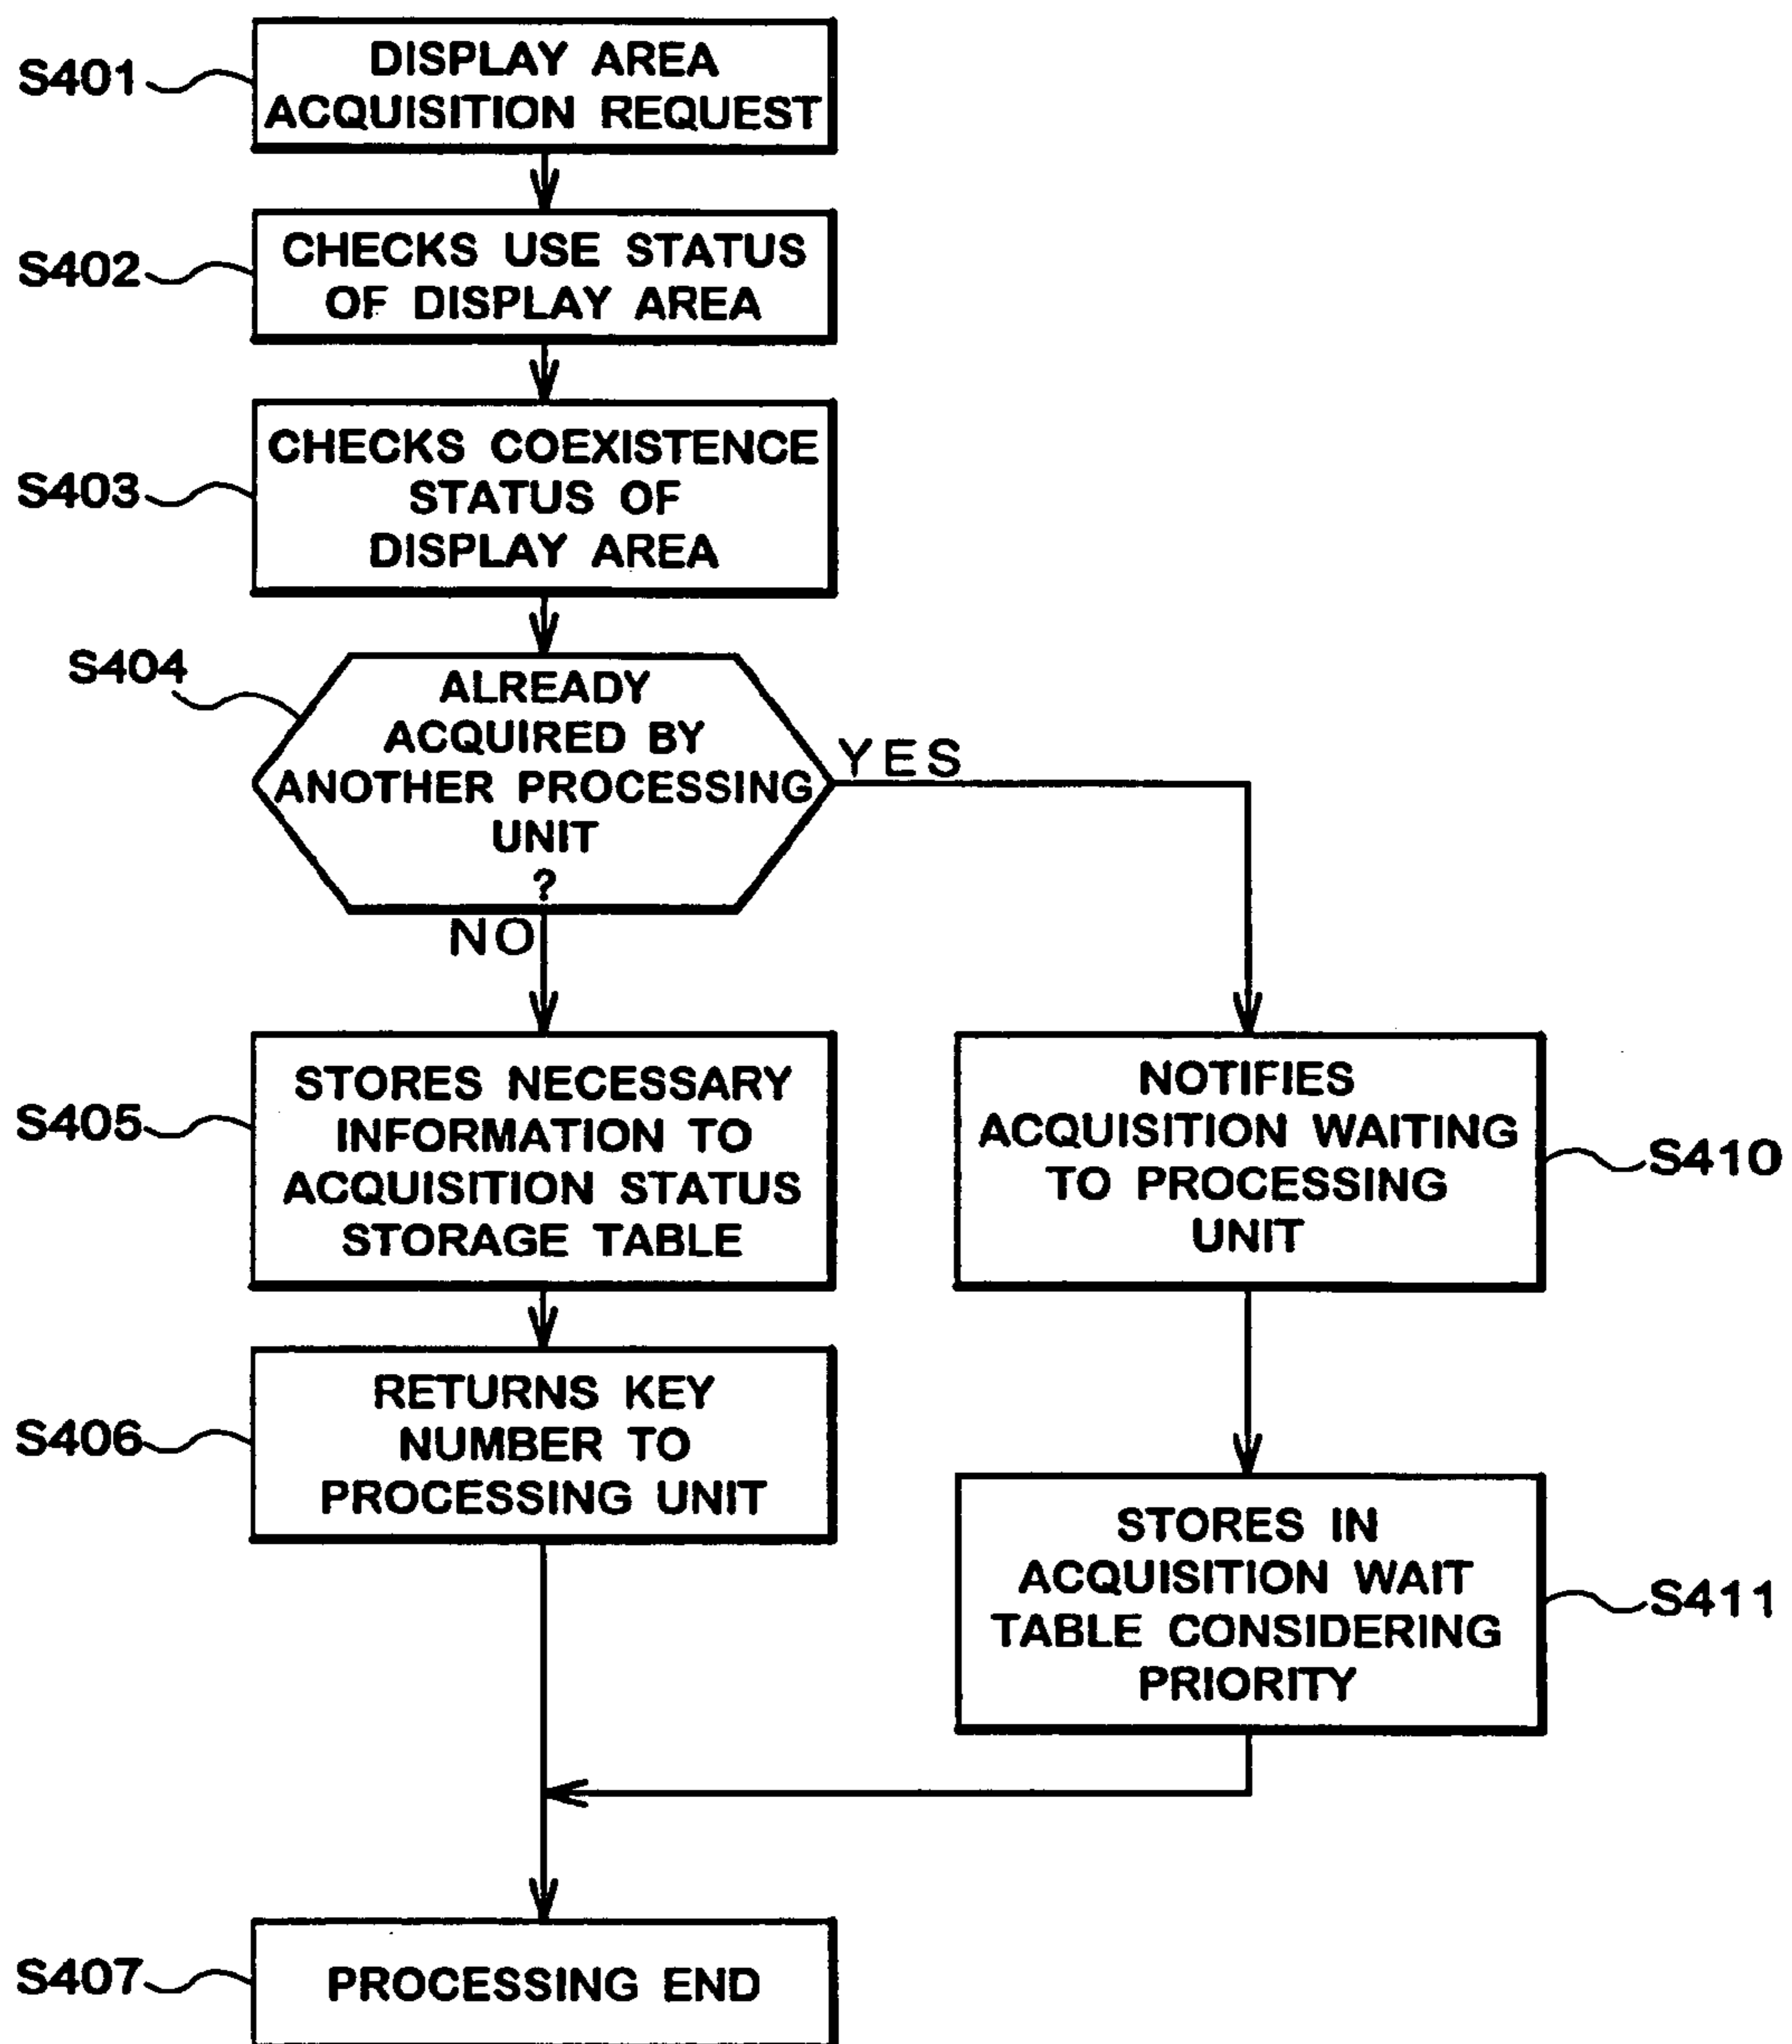 S401
DISPLAY AREA
ACQUISITION REQUEST
S402
CHECKS USE STATUS
OF DISPLAY AREA
S403
CHECKS COEXISTENCE
STATUS OF
DISPLAY AREA
S404
ALREADY
ACQUIRED BY
ANOTHER PROCESSING
UNIT
?
YES
NO
S405
STORES NECESSARY
INFORMATION TO
ACQUISITION STATUS
STORAGE TABLE
NOTIFIES
ACQUISITION WAITING
TO PROCESSING
UNIT
S410
S406
RETURNS KEY
NUMBER TO
PROCESSING UNIT
STORES IN
ACQUISITION WAIT
TABLE CONSIDERING
PRIORITY
S411
S407
PROCESSING END